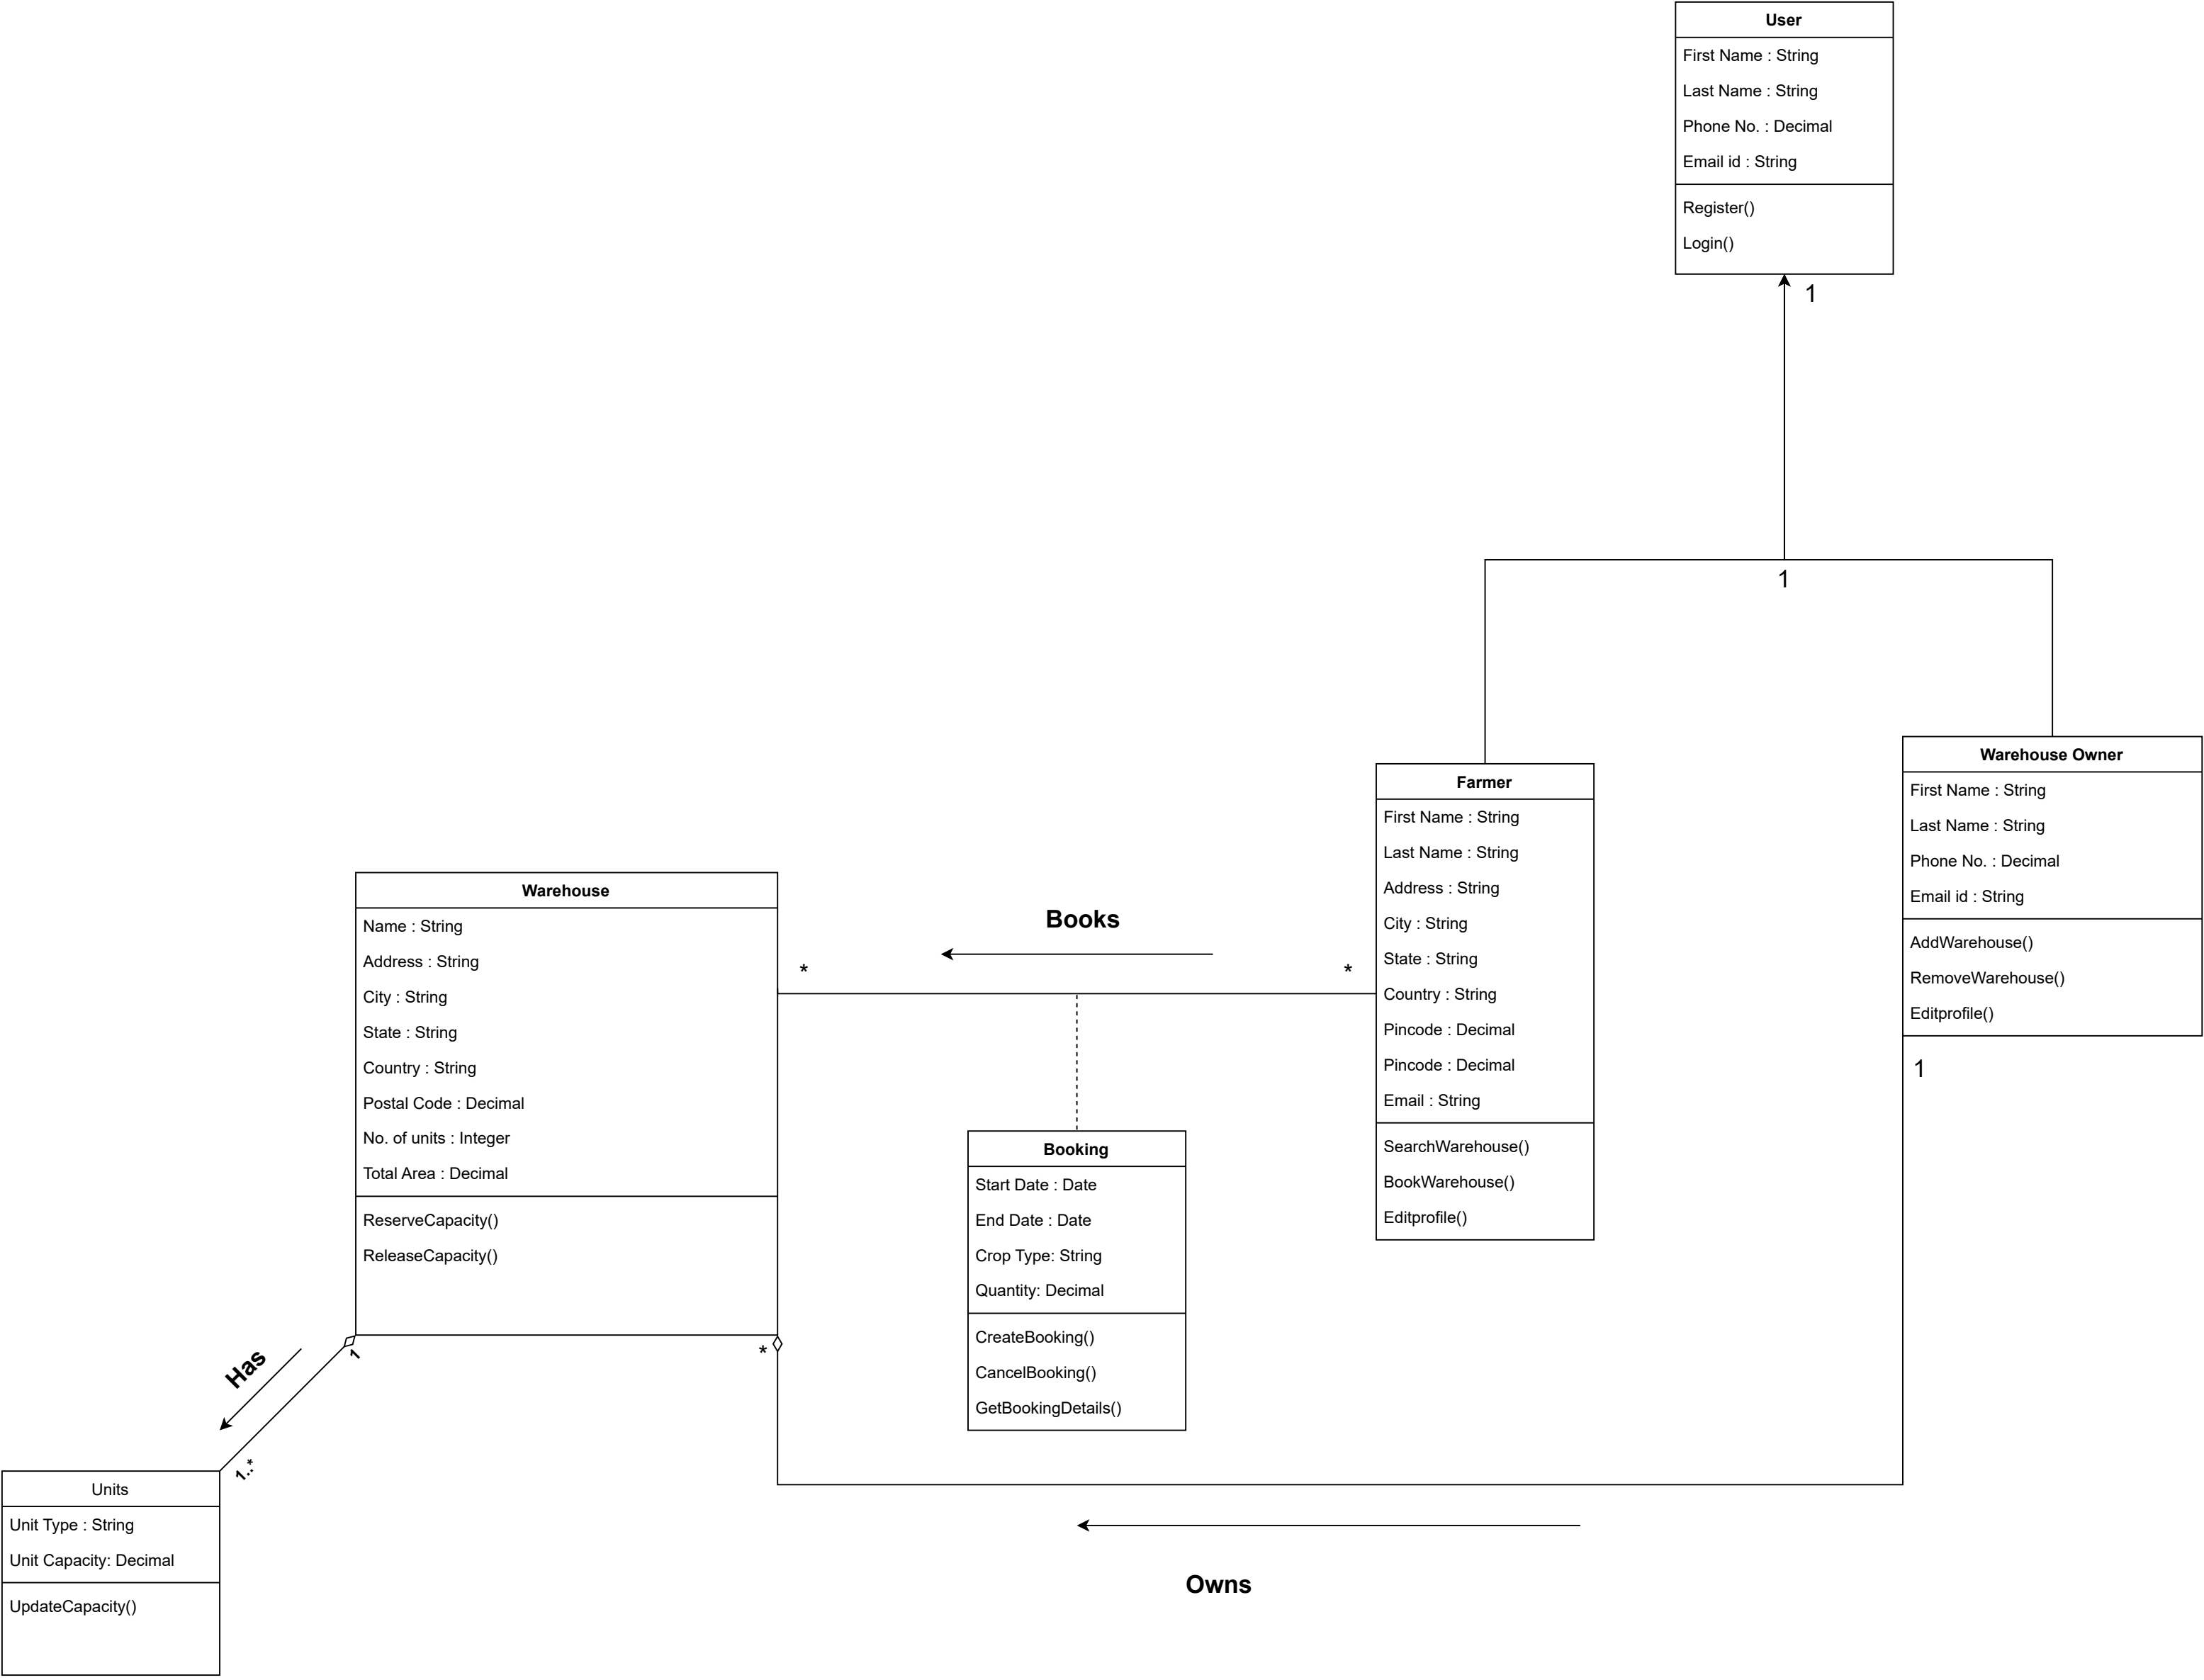 User
First Name : String
Last Name : String
Phone No. : Decimal
Email id : String
Register()
Login()
1
1
Warehouse Owner
First Name : String
Last Name : String
Phone No. : Decimal
Email id : String
AddWarehouse()
RemoveWarehouse()
Editprofile()
1
Farmer
First Name : String
Last Name : String
Address : String
City : String
State : String
Country : String
Pincode : Decimal
Pincode : Decimal
Email : String
SearchWarehouse()
BookWarehouse()
Editprofile()
Books
*
*
Warehouse
Name : String
Address : String
City : String
State : String
Country : String
Postal Code : Decimal
No. of units : Integer
Total Area : Decimal
ReserveCapacity()
ReleaseCapacity()
Booking
Start Date : Date
End Date : Date
Crop Type: String
Quantity: Decimal
CreateBooking()
CancelBooking()
GetBookingDetails()
Has
1
*
1..*
Units
Unit Type : String
Unit Capacity: Decimal
UpdateCapacity()
Owns